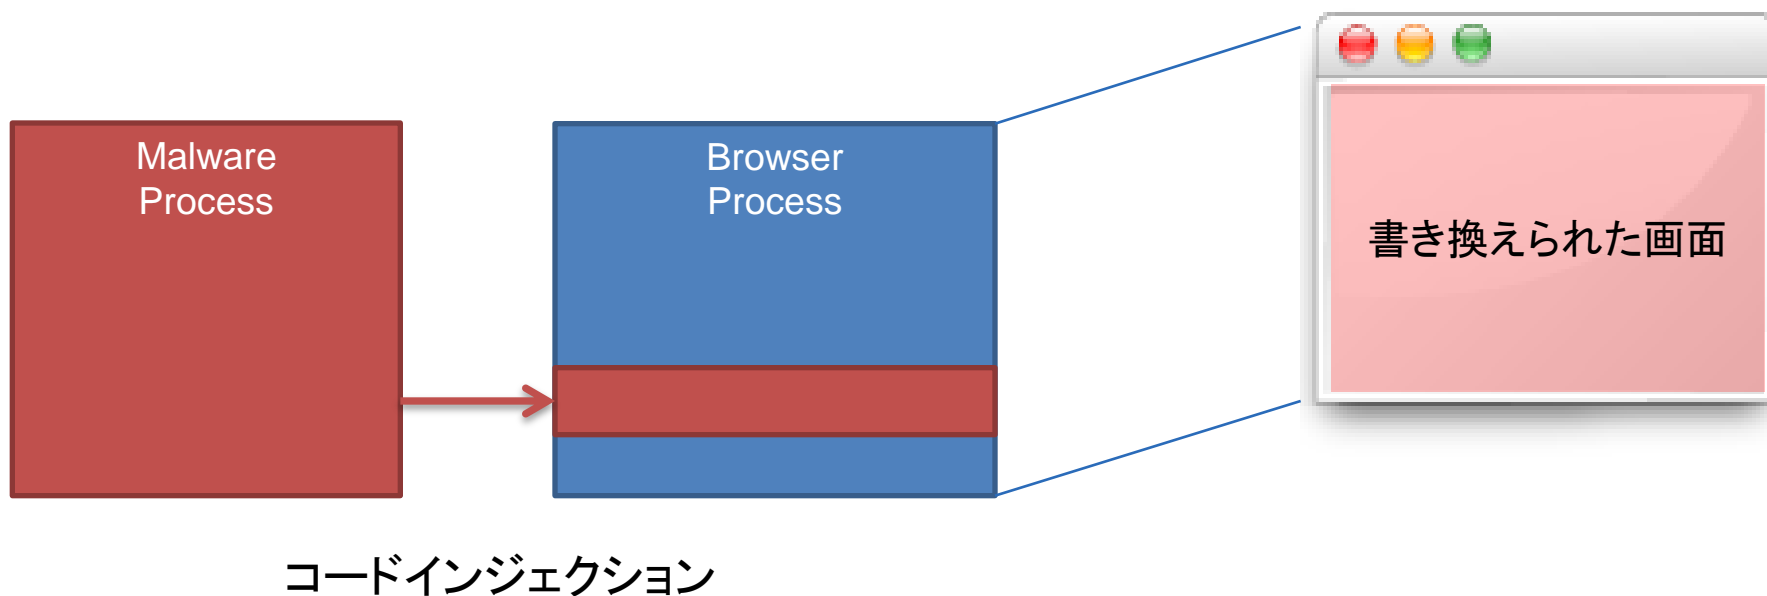 Malware
Process
Browser
Process
書き換えられた画面
コードインジェクション